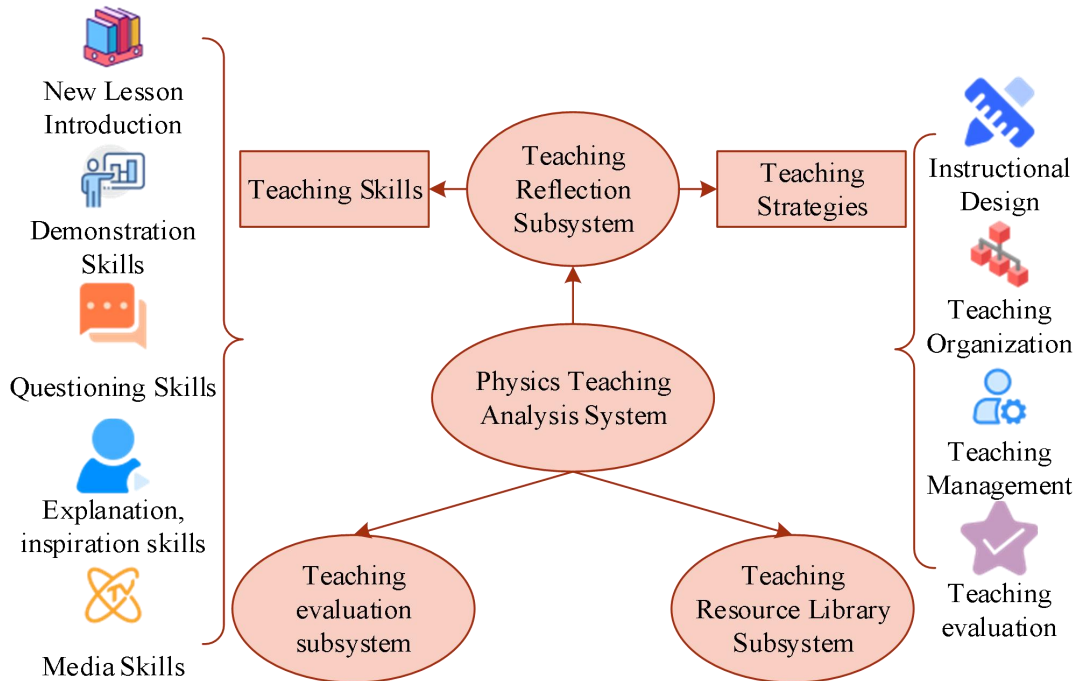 New Lesson
Introduction
Demonstration
Skills
Questioning Skills
Explanation,
inspiration skills
TV
Media Skills
Teaching Skills
Teaching
Reflection
Subsystem
Teaching
Strategies
Physics Teaching
Analysis System
Teaching
evaluation
subsystem
Teaching
Resource Library
Subsystem
Instructional
Design
Teaching
Organization
Teaching
Management
Teaching
evaluation